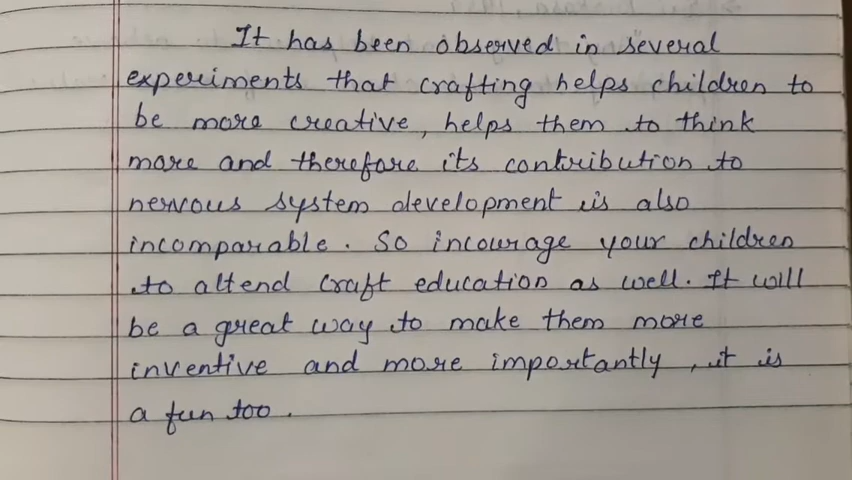 It has been observed in several
experiments that crafting helps children to
be more creative, helps them to think
more and therefore its contribution to
nervous system development is also
incomparable. So incourage your children
to attend craft education as well. It will
be a great way to make them more
inventive and more importantly, it is
a fun too.